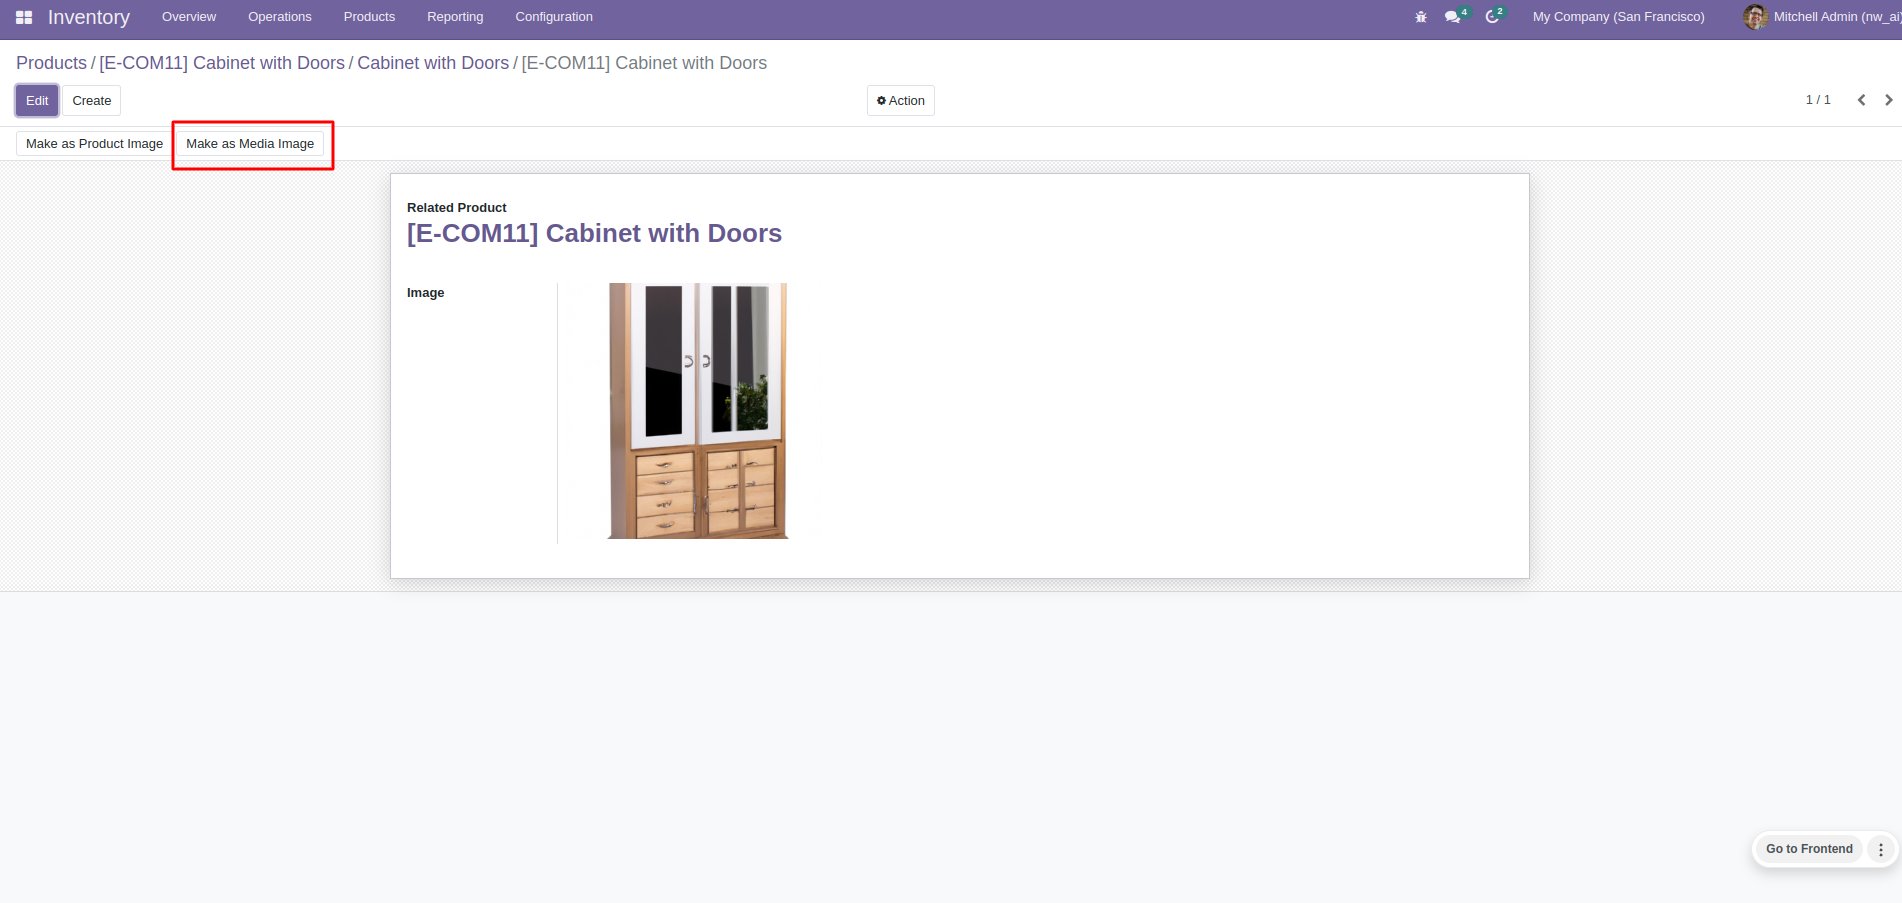 Inventory Overview Operations Products Reporting Configuration 4 2 My Company (San Francisco) Mitchell Admin (nw_ai)
Products / [E-COM11] Cabinet with Doors / Cabinet with Doors / [E-COM11] Cabinet with Doors
Edit Create Action 1 / 1
Make as Product Image Make as Media Image
Related Product
[E-COM11] Cabinet with Doors
Image
Go to Frontend